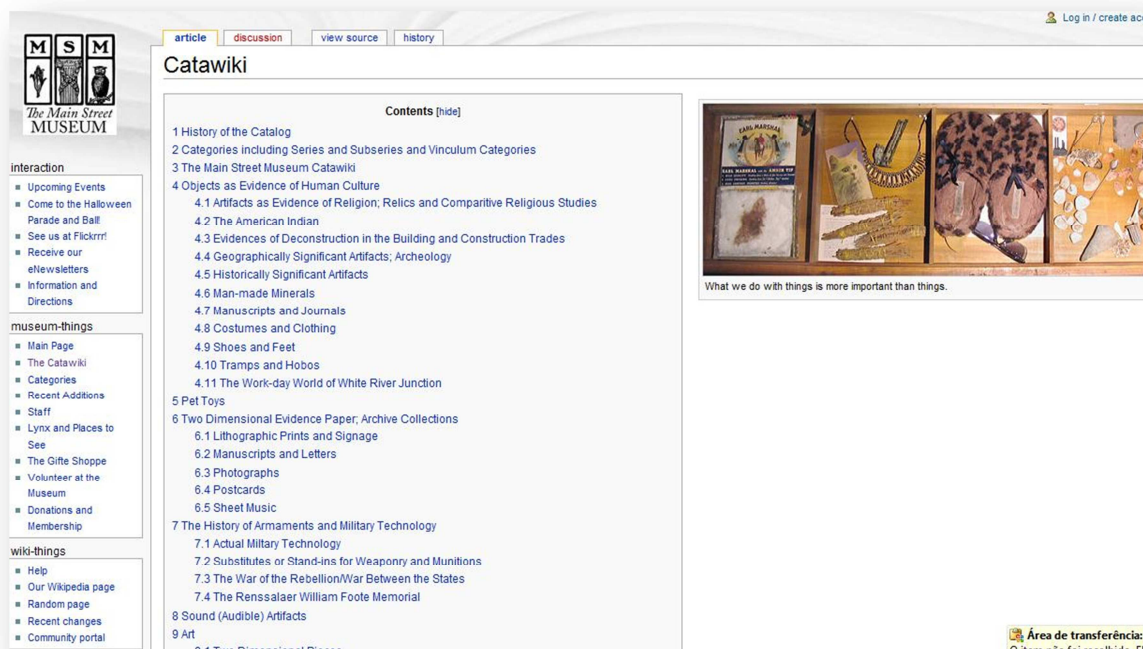 Log in / create
article discussion view source history
M S M
The Main Street
MUSEUM
Catawiki
interaction
Upcoming Events
Come to the Halloween
Parade and Ball!
See us at Flickrrr!
Receive our
eNewsletters
Information and
Directions
museum-things
Main Page
The Catawiki
Categories
Recent Additions
Staff
Lynx and Places to
See
The Gifte Shoppe
Volunteer at the
Museum
Donations and
Membership
wiki-things
Help
Our Wikipedia page
Random page
Recent changes
Community portal
Contents [hide]
1 History of the Catalog
2 Categories including Series and Subseries and Vinculum Categories
3 The Main Street Museum Catawiki
4 Objects as Evidence of Human Culture
4.1 Artifacts as Evidence of Religion; Relics and Comparitive Religious Studies
4.2 The American Indian
4.3 Evidences of Deconstruction in the Building and Construction Trades
4.4 Geographically Significant Artifacts; Archeology
4.5 Historically Significant Artifacts
4.6 Man-made Minerals
4.7 Manuscripts and Journals
4.8 Costumes and Clothing
4.9 Shoes and Feet
4.10 Tramps and Hobos
4.11 The Work-day World of White River Junction
5 Pet Toys
6 Two Dimensional Evidence Paper; Archive Collections
6.1 Lithographic Prints and Signage
6.2 Manuscripts and Letters
6.3 Photographs
6.4 Postcards
6.5 Sheet Music
7 The History of Armaments and Military Technology
7.1 Actual Miltary Technology
7.2 Substitutes or Stand-ins for Weaponry and Munitions
7.3 The War of the Rebellion/War Between the States
7.4 The Renssalaer William Foote Memorial
8 Sound (Audible) Artifacts
9 Art
EARL MARSHAL
EARL MARSHAL
What we do with things is more important than things.
Área de transferência: